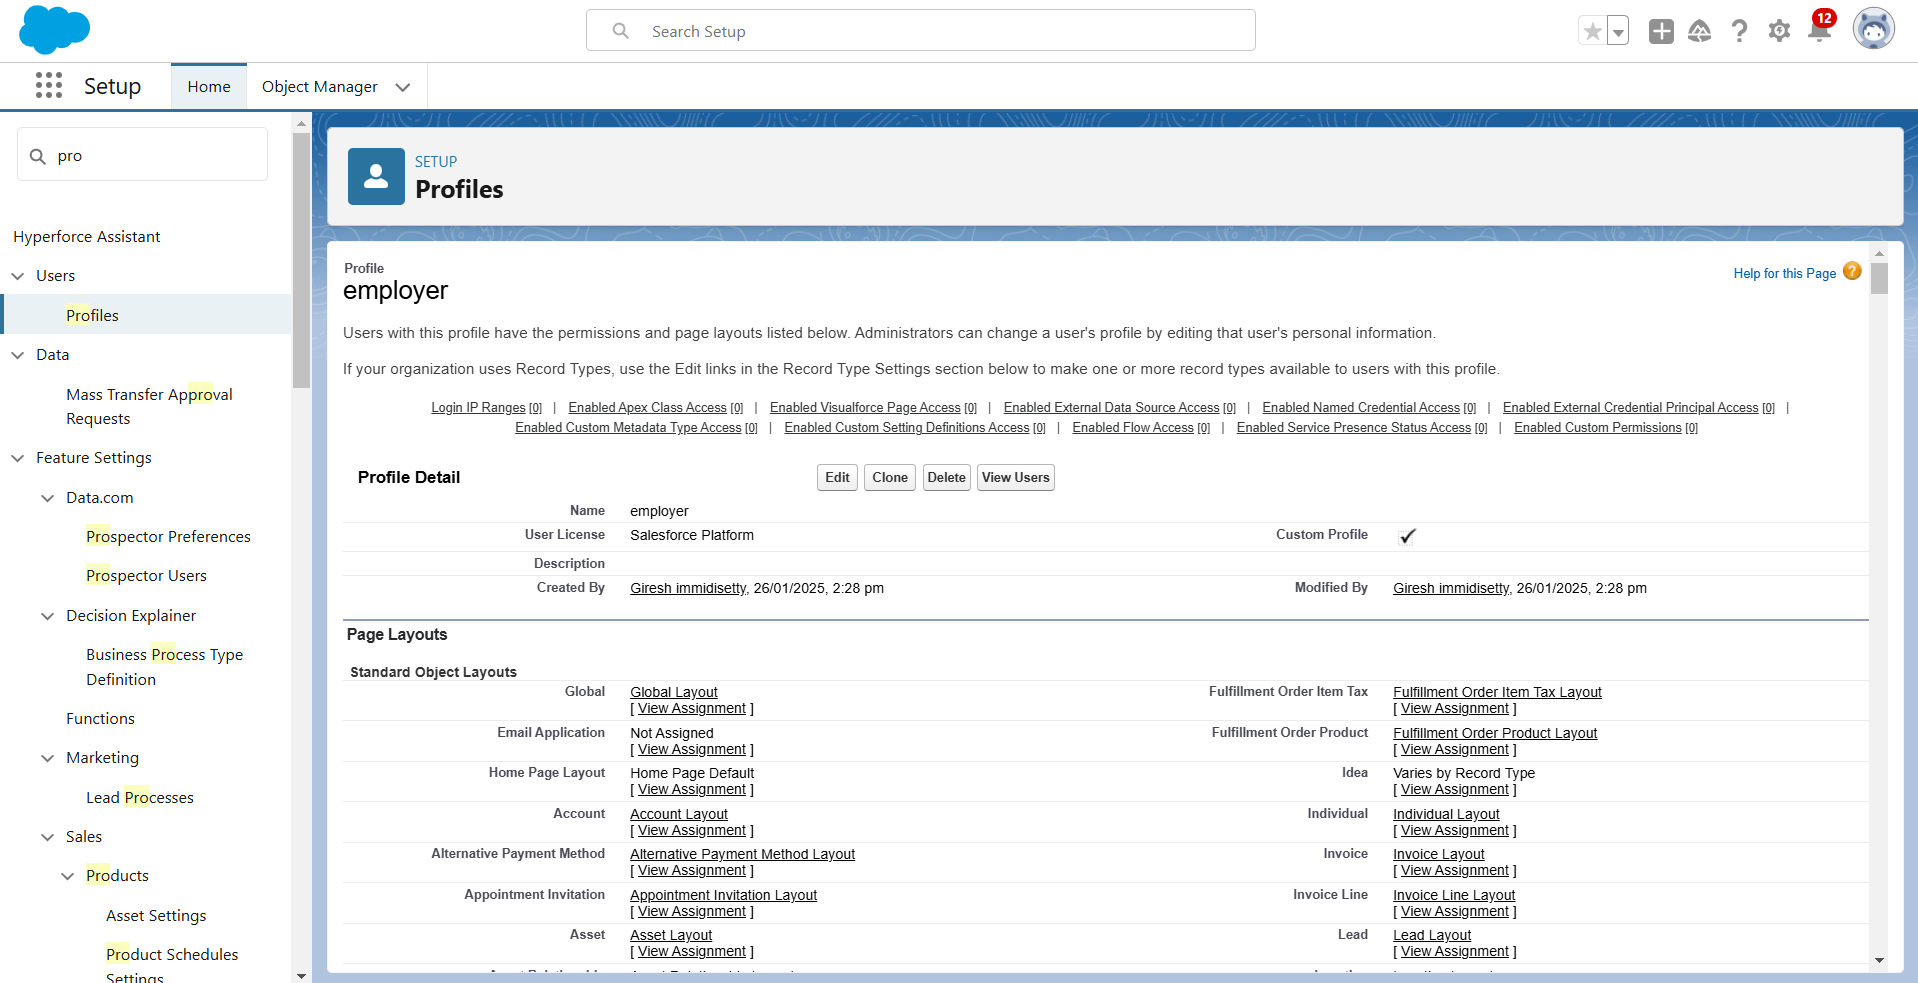 Search Setup
12
Setup
Home
Object Manager
pro
Hyperforce Assistant
Users
Profiles
Data
Mass Transfer Approval
Requests
Feature Settings
Data.com
Prospector Preferences
Prospector Users
Decision Explainer
Business Process Type
Definition
Functions
Marketing
Lead Processes
Sales
Products
Asset Settings
Product Schedules
Settings
SETUP
Profiles
Profile
employer
Help for this Page ?
Users with this profile have the permissions and page layouts listed below. Administrators can change a user's profile by editing that user's personal information.
If your organization uses Record Types, use the Edit links in the Record Type Settings section below to make one or more record types available to users with this profile.
Login IP Ranges [0] | Enabled Apex Class Access [0] | Enabled Visualforce Page Access [0] | Enabled External Data Source Access [0] | Enabled Named Credential Access [0] | Enabled External Credential Principal Access [0] |
Enabled Custom Metadata Type Access [0] | Enabled Custom Setting Definitions Access [0] | Enabled Flow Access [0] | Enabled Service Presence Status Access [0] | Enabled Custom Permissions [0]
Profile Detail Edit Clone Delete View Users
Name employer
User License Salesforce Platform Custom Profile
Description
Created By Giresh immidisetty, 26/01/2025, 2:28 pm Modified By Giresh immidisetty, 26/01/2025, 2:28 pm
Page Layouts
Standard Object Layouts
Global Global Layout Fulfillment Order Item Tax Fulfillment Order Item Tax Layout
[ View Assignment ] [ View Assignment ]
Email Application Not Assigned Fulfillment Order Product Fulfillment Order Product Layout
[ View Assignment ] [ View Assignment ]
Home Page Layout Home Page Default Idea Varies by Record Type
[ View Assignment ] [ View Assignment ]
Account Account Layout Individual Individual Layout
[ View Assignment ] [ View Assignment ]
Alternative Payment Method Alternative Payment Method Layout Invoice Invoice Layout
[ View Assignment ] [ View Assignment ]
Appointment Invitation Appointment Invitation Layout Invoice Line Invoice Line Layout
[ View Assignment ] [ View Assignment ]
Asset Asset Layout Lead Lead Layout
[ View Assignment ] [ View Assignment ]